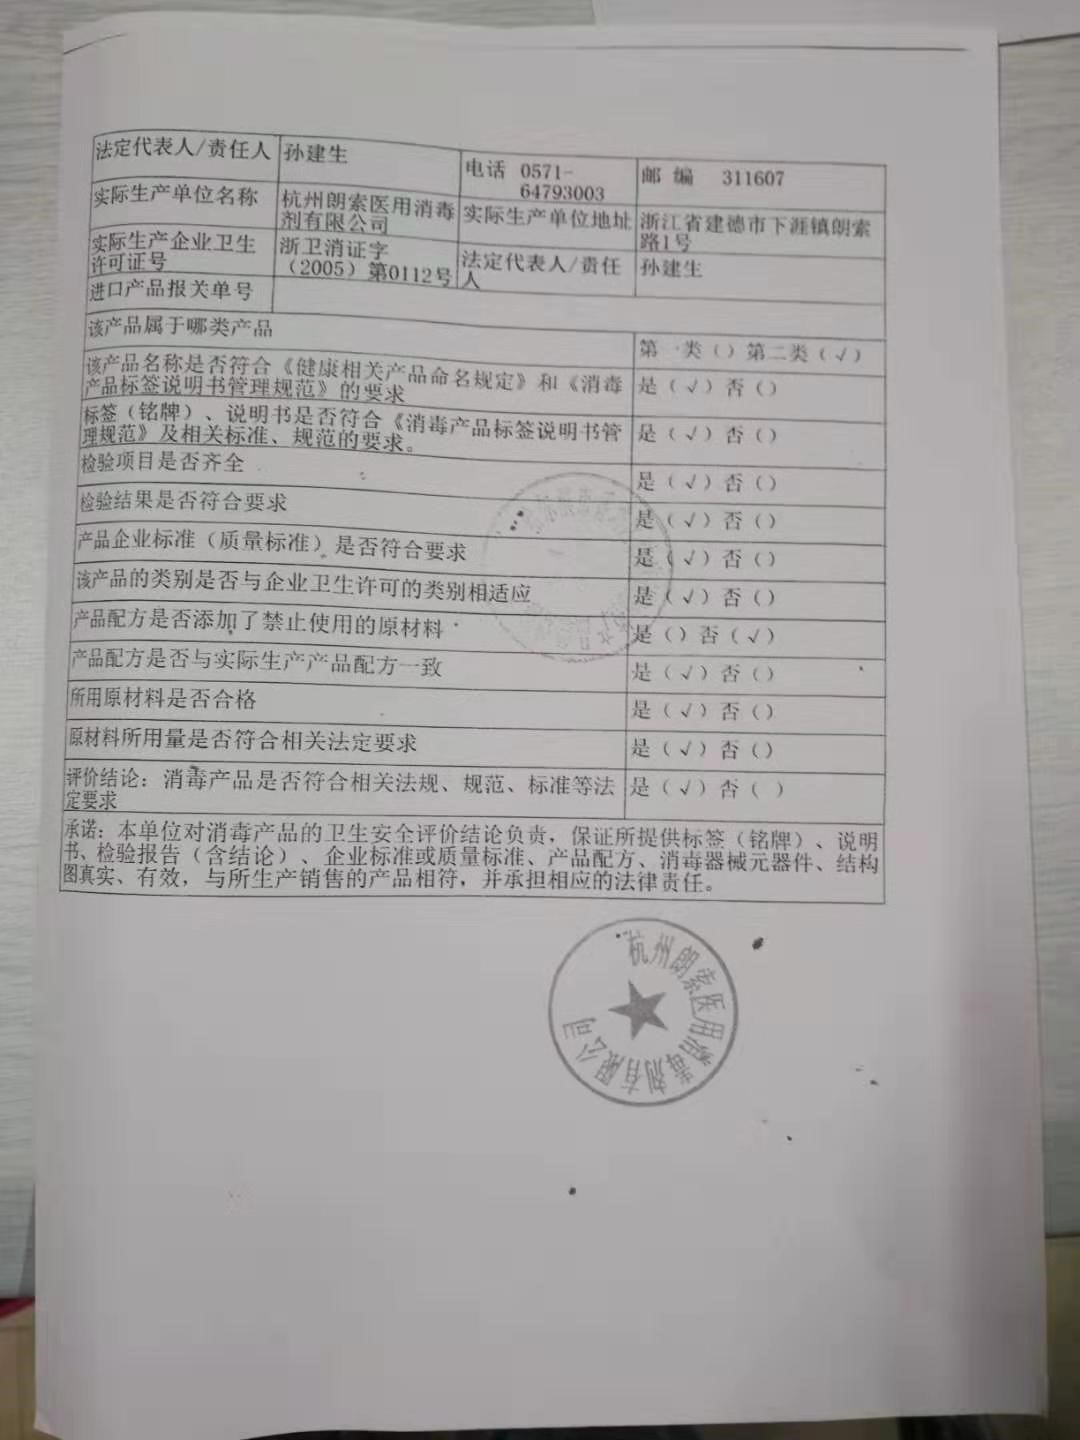 法定代表人/责任人 孙建生 电话 0571-64793003 邮编 311607
实际生产单位名称 杭州朗索医用消毒剂有限公司 实际生产单位地址 浙江省建德市下涯镇朗索路1号
实际生产企业卫生许可证号 浙卫消证字（2005）第0112号 法定代表人/责任人 孙建生
进口产品报关单号
该产品属于哪类产品 第一类（）第二类（√）
该产品名称是否符合《健康相关产品命名规定》和《消毒
产品标签说明书管理规范》的要求 是（√）否（）
标签（铭牌）、说明书是否符合《消毒产品标签说明书管
理规范》及相关标准、规范的要求。 是（√）否（）
检验项目是否齐全 是（√）否（）
检验结果是否符合要求 是（√）否（）
产品企业标准（质量标准）是否符合要求 是（√）否（）
该产品的类别是否与企业卫生许可的类别相适应 是（√）否（）
产品配方是否添加了禁止使用的原材料 是（）否（√）
产品配方是否与实际生产产品配方一致 是（√）否（）
所用原材料是否合格 是（√）否（）
原材料所用量是否符合相关法定要求 是（√）否（）
评价结论：消毒产品是否符合相关法规、规范、标准等法
定要求 是（√）否（ ）
承诺：本单位对消毒产品的卫生安全评价结论负责，保证所提供标签（铭牌）、说明
书、检验报告（含结论）、企业标准或质量标准、产品配方、消毒器械元器件、结构
图真实、有效，与所生产销售的产品相符，并承担相应的法律责任。
杭州朗索医用消毒剂有限公司